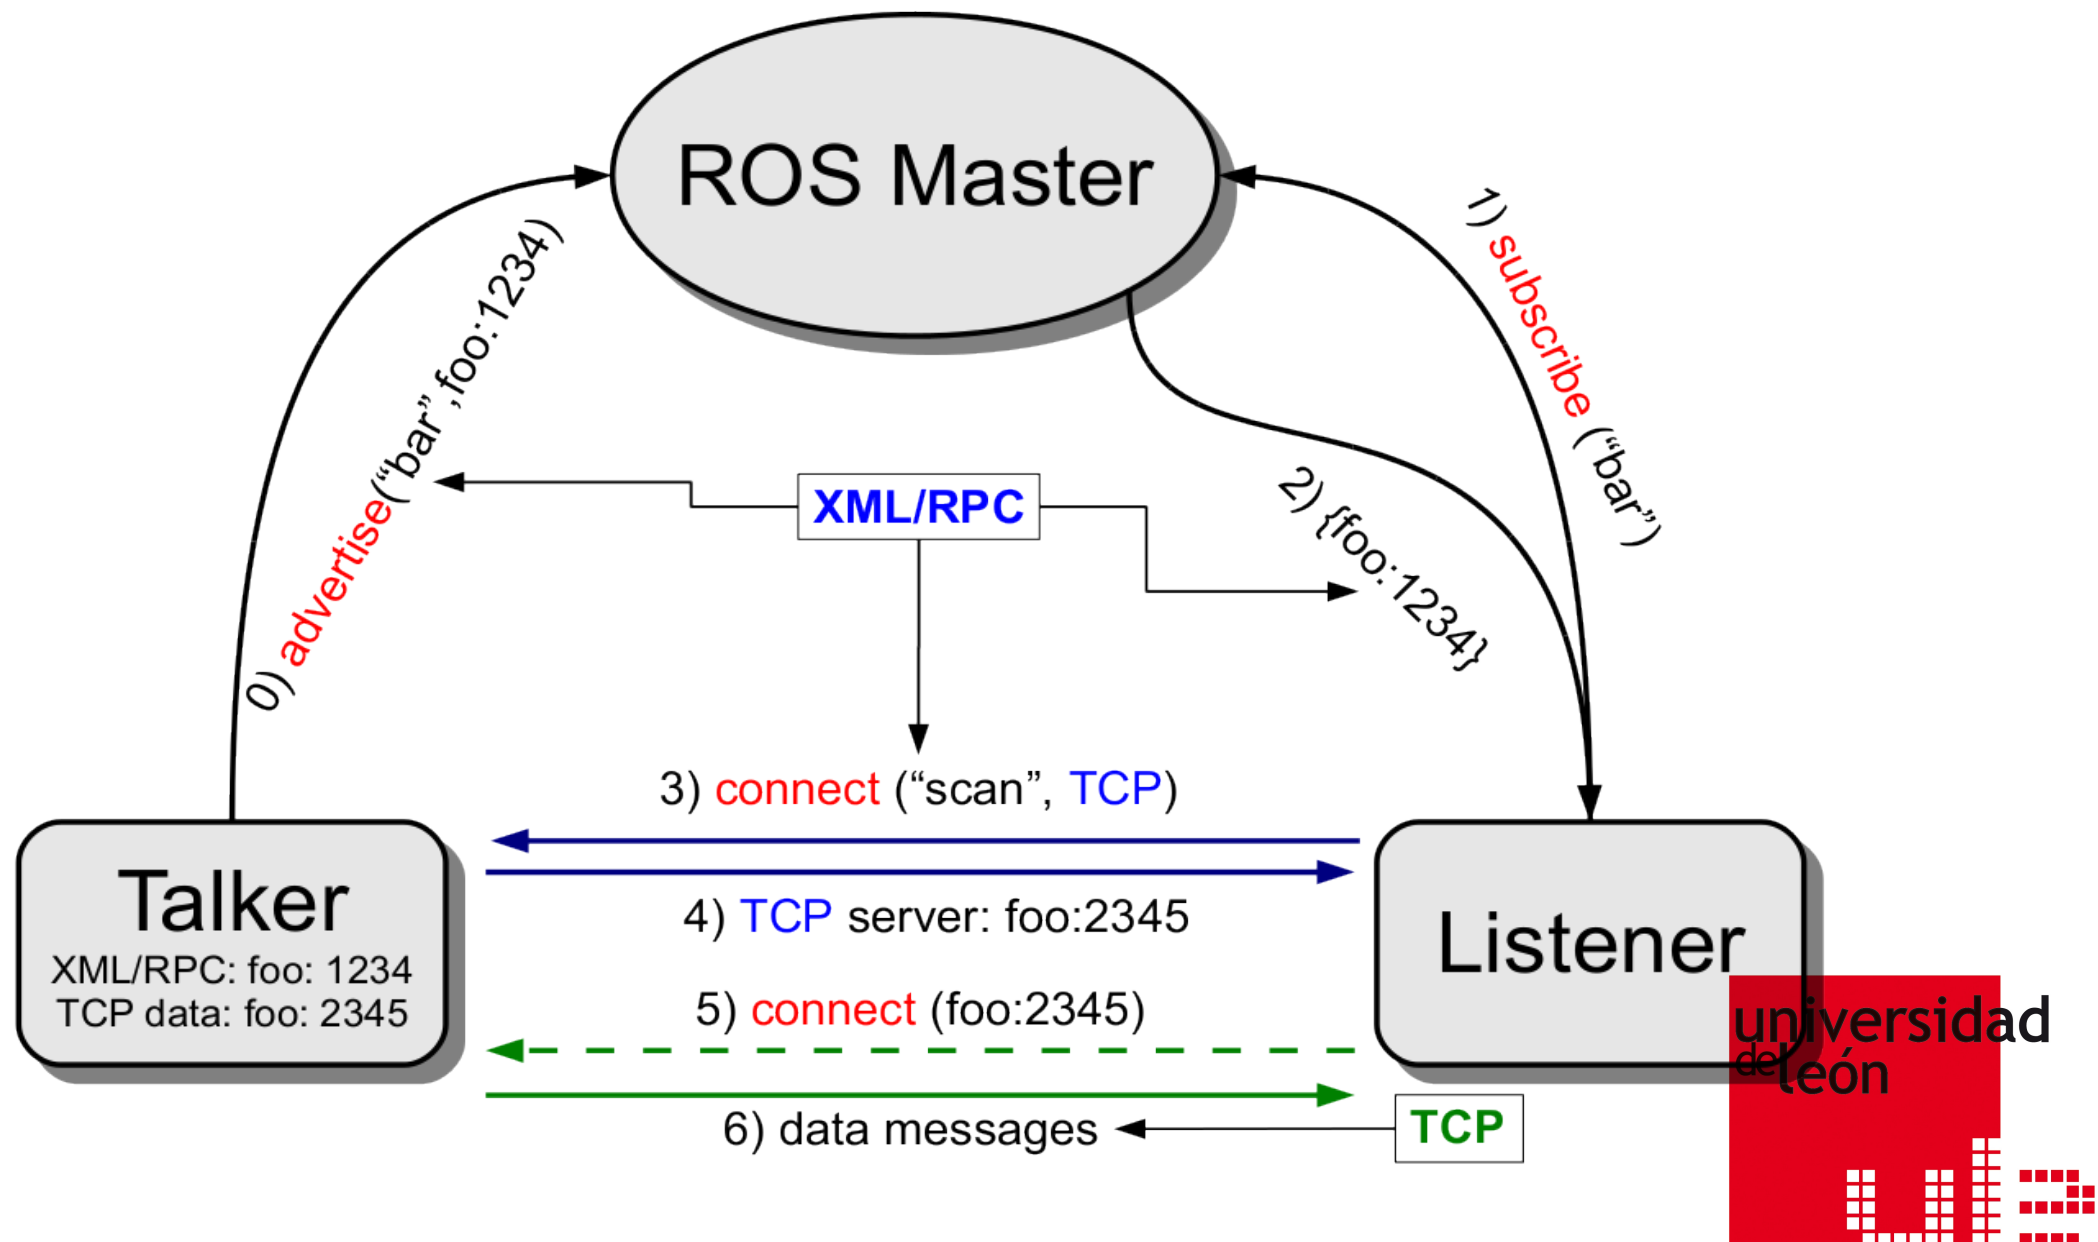 ROS Master
0) advertise(“bar”,foo:1234)
1) subscribe (“bar”)
XML/RPC
2) {foo:1234}
3) connect (“scan”, TCP)
4) TCP server: foo:2345
Talker
XML/RPC: foo: 1234
TCP data: foo: 2345
Listener
5) connect (foo:2345)
6) data messages
TCP
universidad
de león